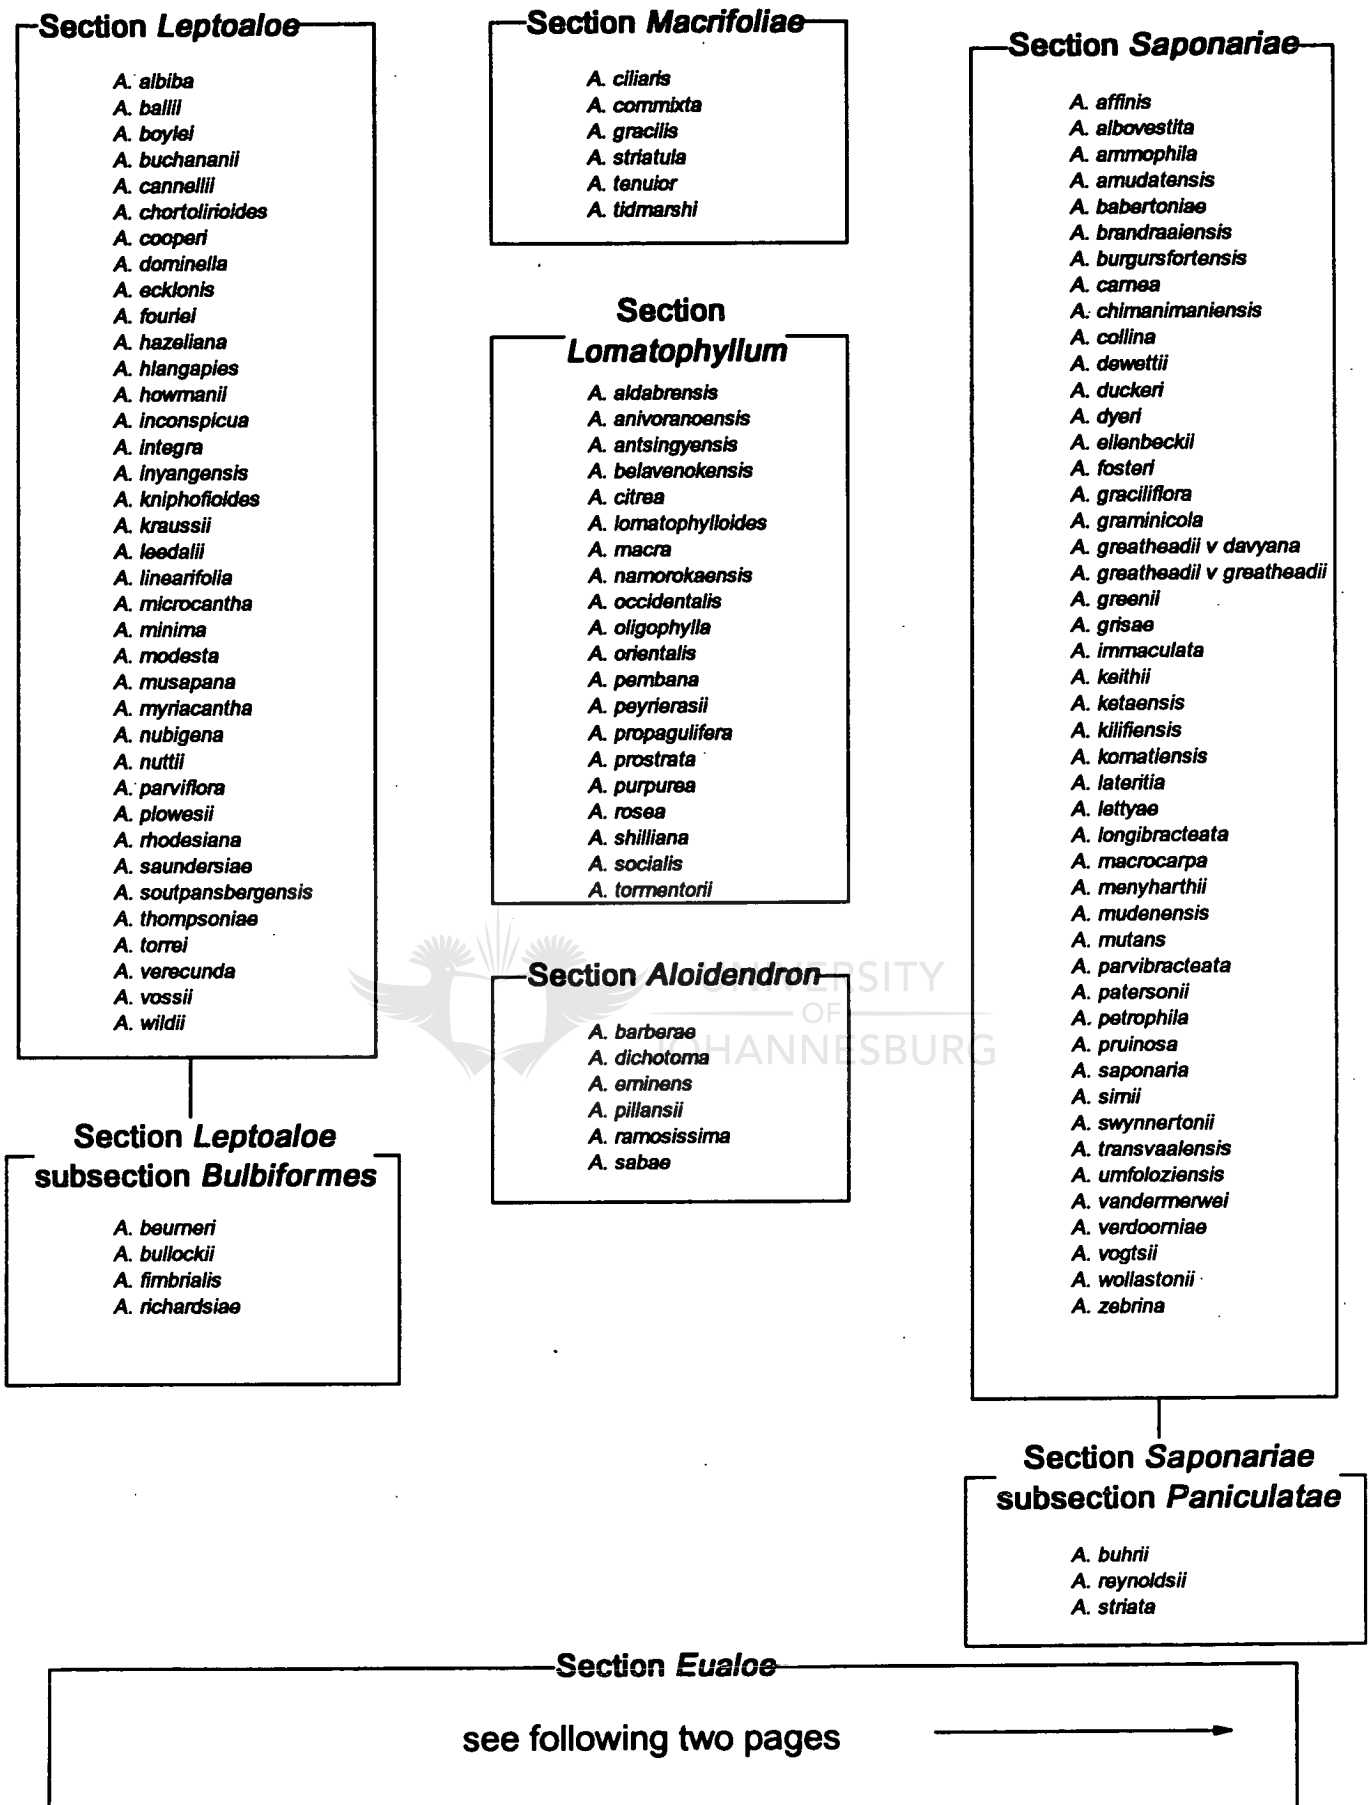 Section Leptoaloe
A. albiba
A. ballii
A. boylei
A. buchananii
A. cannellii
A. chortolirioides
A. cooperi
A. dominella
A. ecklonis
A. fouriei
A. hazeliana
A. hlangapies
A. howmanii
A. inconspicua
A. integra
A. inyangensis
A. kniphofioides
A. kraussii
A. leedalii
A. linearifolia
A. microcantha
A. minima
A. modesta
A. musapana
A. myriacantha
A. nubigena
A. nuttii
A. parviflora
A. plowesii
A. rhodesiana
A. saundersiae
A. soutpansbergensis
A. thompsoniae
A. torrei
A. verecunda
A. vossii
A. wildii
Section Leptoaloe
subsection Bulbiformes
A. beumeri
A. bullockii
A. fimbrialis
A. richardsiae
Section Macrifoliae
A. ciliaris
A. commixta
A. gracilis
A. striatula
A. tenuior
A. tidmarshi
Section
Lomatophyllum
A. aldabrensis
A. anivoranoensis
A. antsingyensis
A. belavenokensis
A. citrea
A. lomatophylloides
A. macra
A. namorokaensis
A. occidentalis
A. oligophylla
A. orientalis
A. pembana
A. peyrierasii
A. propagulifera
A. prostrata
A. purpurea
A. rosea
A. shilliana
A. socialis
A. tormentorii
Section Aloidendron
A. barberae
A. dichotoma
A. eminens
A. pillansii
A. ramosissima
A. sabae
UNIVERSITY
OF
JOHANNESBURG
Section Saponariae
A. affinis
A. albovestita
A. ammophila
A. amudatensis
A. babertoniae
A. brandraaiensis
A. burgursfortensis
A. carnea
A. chimanimaniensis
A. collina
A. dewettii
A. duckeri
A. dyeri
A. ellenbeckii
A. fosteri
A. graciliflora
A. graminicola
A. greatheadii v davyana
A. greatheadii v greatheadii
A. greenii
A. grisae
A. immaculata
A. keithii
A. ketaensis
A. kilifiensis
A. komatiensis
A. lateritia
A. lettyae
A. longibracteata
A. macrocarpa
A. menyharthii
A. mudenensis
A. mutans
A. parvibracteata
A. patersonii
A. petrophila
A. pruinosa
A. saponaria
A. simii
A. swynnertonii
A. transvaalensis
A. umfoloziensis
A. vandermerwei
A. verdoorniae
A. vogtsii
A. wollastonii
A. zebrina
Section Saponariae
subsection Paniculatae
A. buhrii
A. reynoldsii
A. striata
Section Eualoe
see following two pages